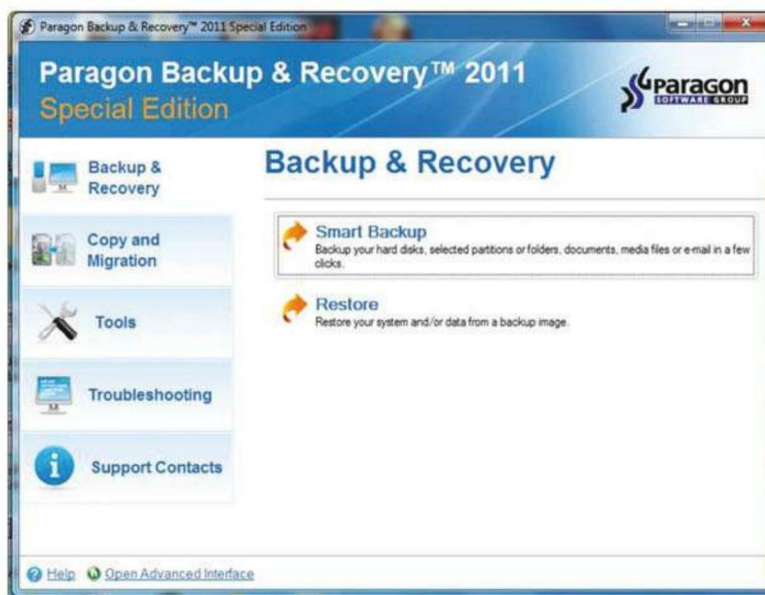 Paragon Backup & Recovery™ 2011 Special Edition
Paragon Backup & Recovery™ 2011
Special Edition
paragon
SOFTWARE GROUP
Backup &
Recovery
Copy and
Migration
Tools
Troubleshooting
Support Contacts
Backup & Recovery
Smart Backup
Backup your hard disks, selected partitions or folders, documents, media files or e-mail in a few
clicks.
Restore
Restore your system and/or data from a backup image.
Help
Open Advanced Interface